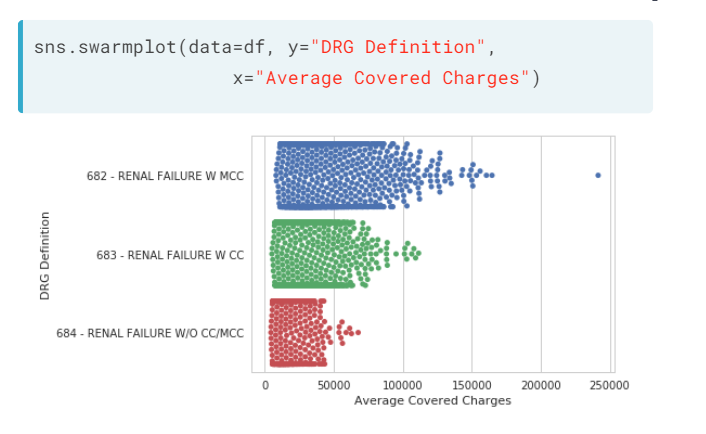 sns.swarmplot(data=df, y="DRG Definition",
x="Average Covered Charges")
682 - RENAL FAILURE W MCC
683 - RENAL FAILURE W CC
684 - RENAL FAILURE W/O CC/MCC
DRG Definition
0 50000 100000 150000 200000 250000
Average Covered Charges